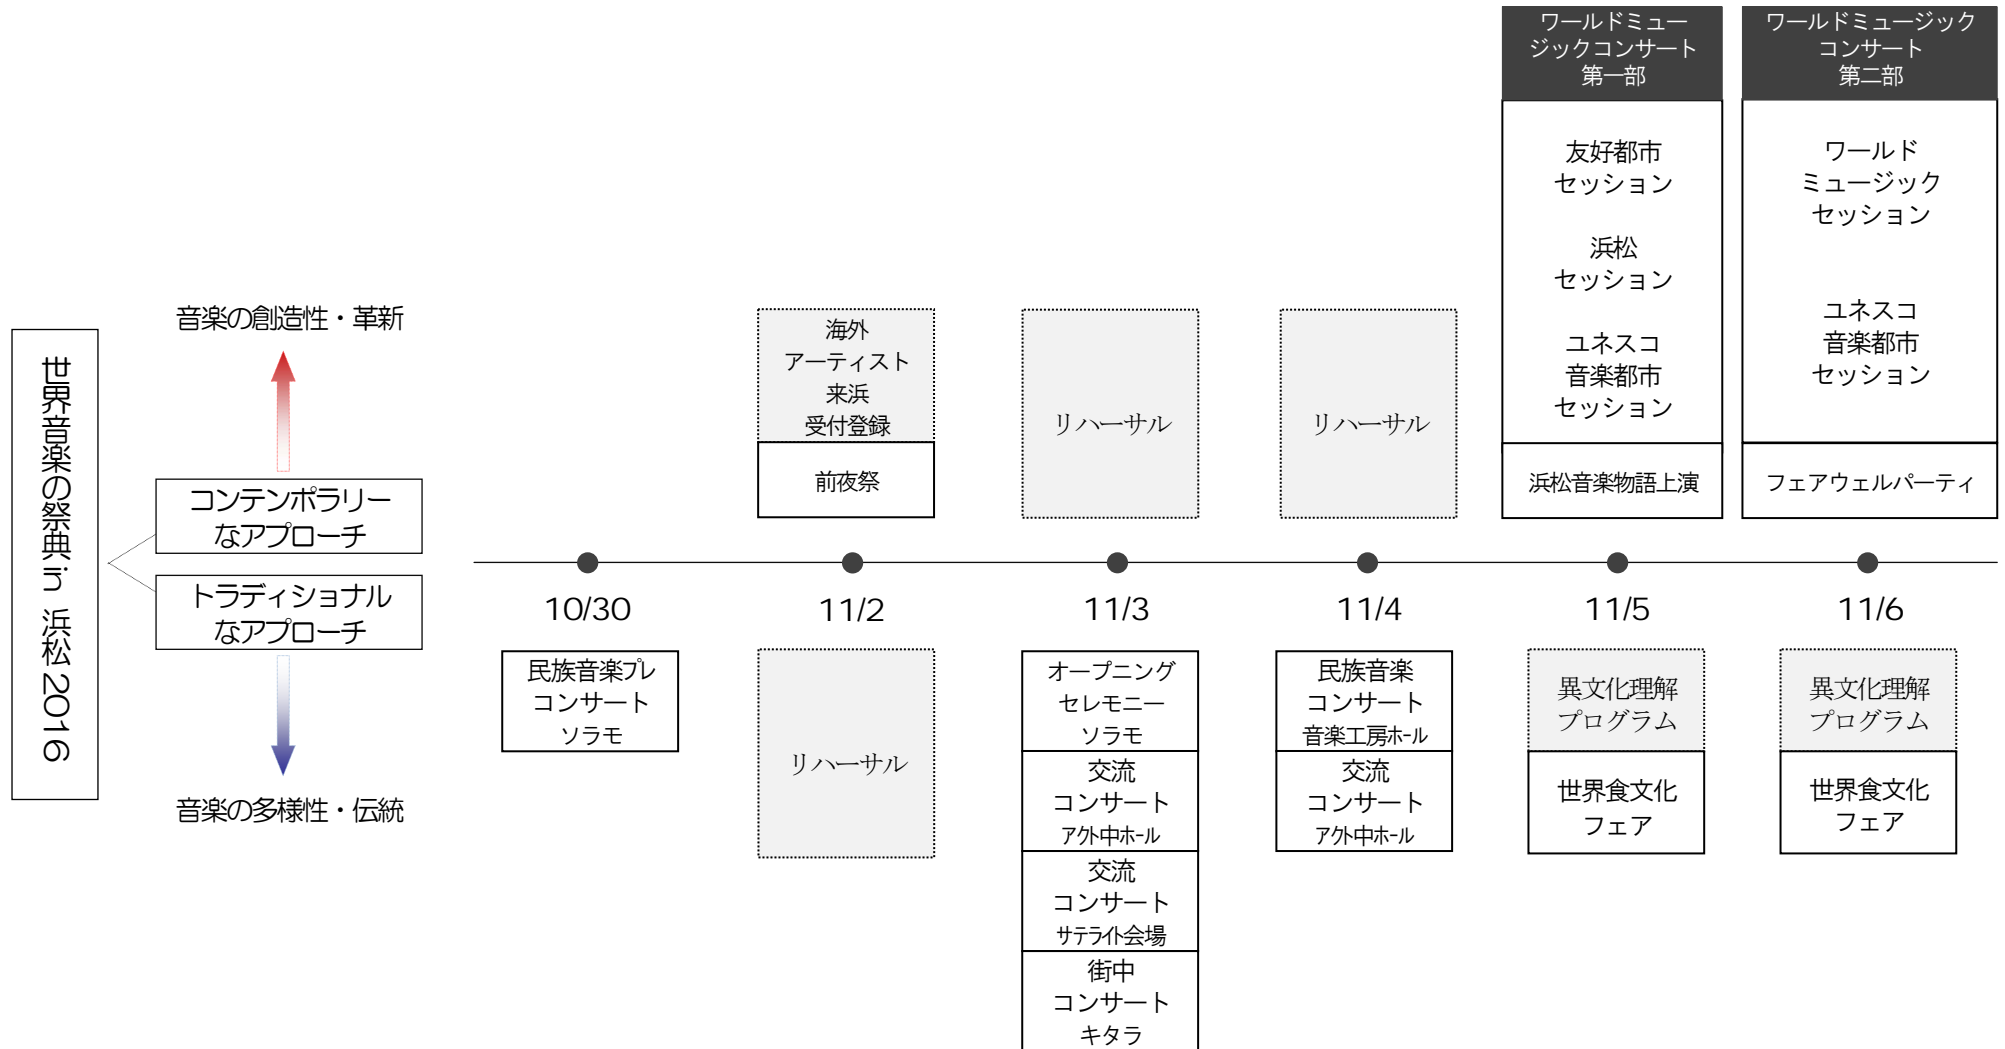 世界音楽の祭典in 浜松 2016
音楽の創造性・革新
コンテンポラリー
なアプローチ
トラディショナル
なアプローチ
音楽の多様性・伝統
海外
アーティスト
来浜
受付登録
前夜祭
リハーサル
リハーサル
ワールドミュー
ジックコンサート
第一部
友好都市
セッション
浜松
セッション
ユネスコ
音楽都市
セッション
浜松音楽物語上演
ワールドミュージック
コンサート
第二部
ワールド
ミュージック
セッション
ユネスコ
音楽都市
セッション
フェアウェルパーティ
10/30
11/2
11/3
11/4
11/5
11/6
民族音楽プレ
コンサート
ソラモ
リハーサル
オープニング
セレモニー
ソラモ
交流
コンサート
アクト中ホール
交流
コンサート
サテライト会場
街中
コンサート
キタラ
民族音楽
コンサート
音楽工房ホール
交流
コンサート
アクト中ホール
異文化理解
プログラム
世界食文化
フェア
異文化理解
プログラム
世界食文化
フェア